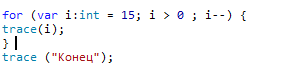 for (var i:int = 15; i > 0 ; i--) {
trace(i);
}
trace ("Конец");